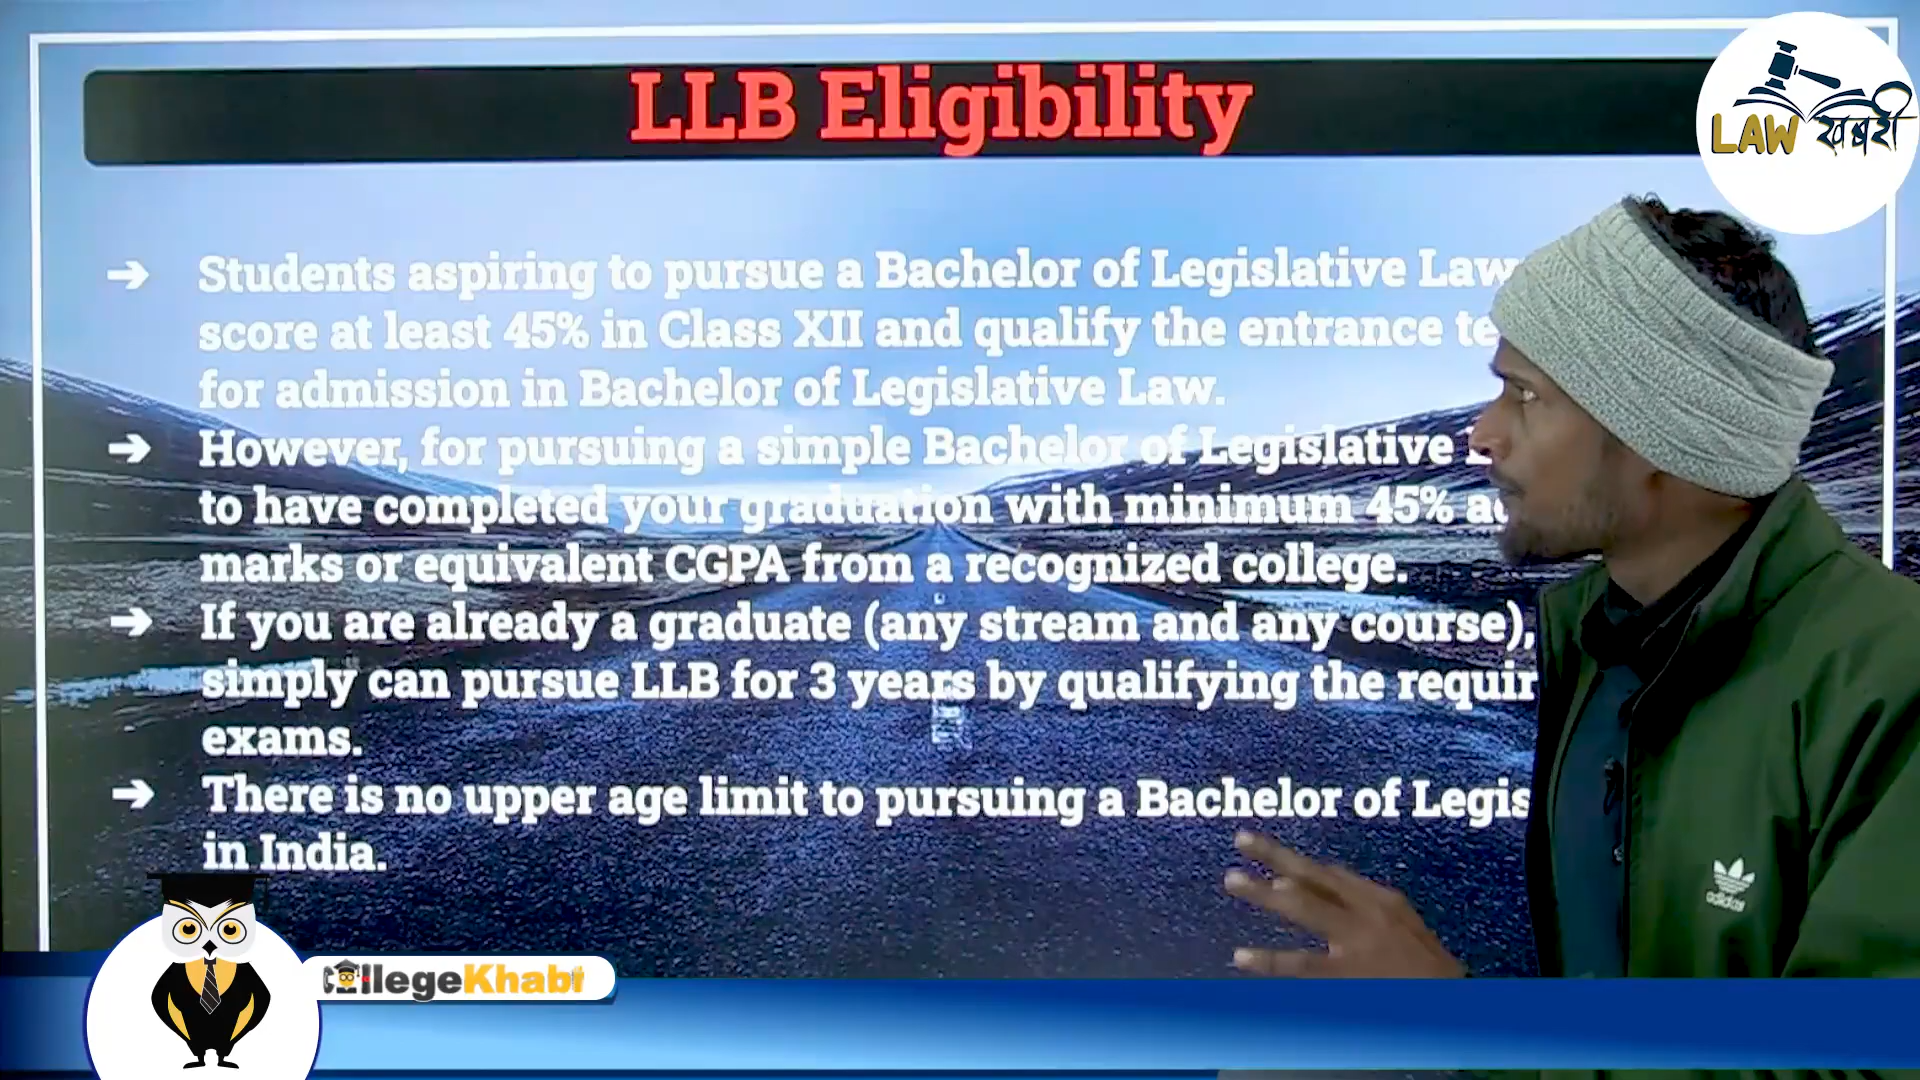 LLB Eligibility
LAW खबरी
→ Students aspiring to pursue a Bachelor of Legislative Law
score at least 45% in Class XII and qualify the entrance
for admission in Bachelor of Legislative Law.
→ However, for pursuing a simple Bachelor of Legislative
to have completed your graduation with minimum 45%
marks or equivalent CGPA from a recognized college.
→ If you are already a graduate (any stream and any course),
simply can pursue LLB for 3 years by qualifying the
exams.
→ There is no upper age limit to pursuing a Bachelor of
in India.
adidas